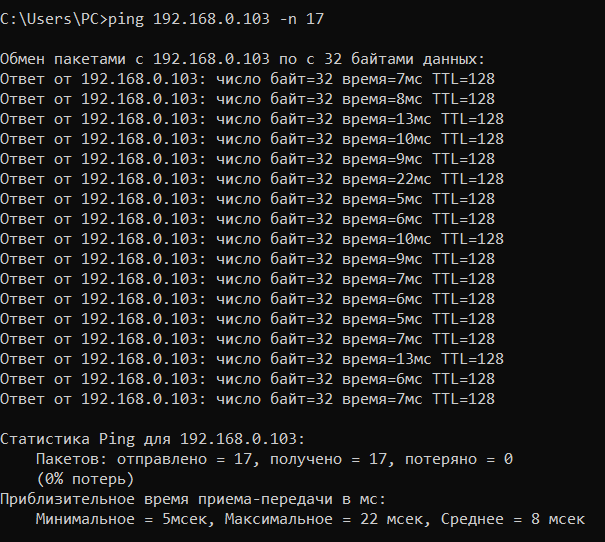 C:\Users\PC>ping 192.168.0.103 -n 17
Обмен пакетами с 192.168.0.103 по с 32 байтами данных:
Ответ от 192.168.0.103: число байт=32 время=7мс TTL=128
Ответ от 192.168.0.103: число байт=32 время=8мс TTL=128
Ответ от 192.168.0.103: число байт=32 время=13мс TTL=128
Ответ от 192.168.0.103: число байт=32 время=10мс TTL=128
Ответ от 192.168.0.103: число байт=32 время=9мс TTL=128
Ответ от 192.168.0.103: число байт=32 время=22мс TTL=128
Ответ от 192.168.0.103: число байт=32 время=5мс TTL=128
Ответ от 192.168.0.103: число байт=32 время=6мс TTL=128
Ответ от 192.168.0.103: число байт=32 время=10мс TTL=128
Ответ от 192.168.0.103: число байт=32 время=9мс TTL=128
Ответ от 192.168.0.103: число байт=32 время=7мс TTL=128
Ответ от 192.168.0.103: число байт=32 время=6мс TTL=128
Ответ от 192.168.0.103: число байт=32 время=5мс TTL=128
Ответ от 192.168.0.103: число байт=32 время=7мс TTL=128
Ответ от 192.168.0.103: число байт=32 время=13мс TTL=128
Ответ от 192.168.0.103: число байт=32 время=6мс TTL=128
Ответ от 192.168.0.103: число байт=32 время=7мс TTL=128
Статистика Ping для 192.168.0.103:
Пакетов: отправлено = 17, получено = 17, потеряно = 0
(0% потерь)
Приблизительное время приема-передачи в мс:
Минимальное = 5мсек, Максимальное = 22 мсек, Среднее = 8 мсек